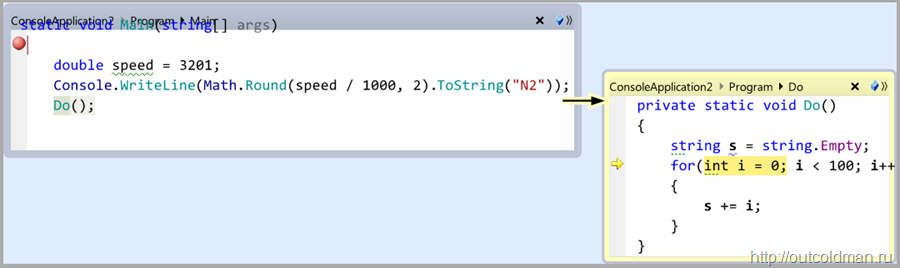 ConsoleApplication2 Program Main
static void Main(string[] args)
double speed = 3201;
Console.WriteLine(Math.Round(speed / 1000, 2).ToString("N2"));
Do();
ConsoleApplication2 Program Do
private static void Do()
{
string s = string.Empty;
for(int i = 0; i < 100; i++
{
s += i;
}
}
http://outcoldman.ru